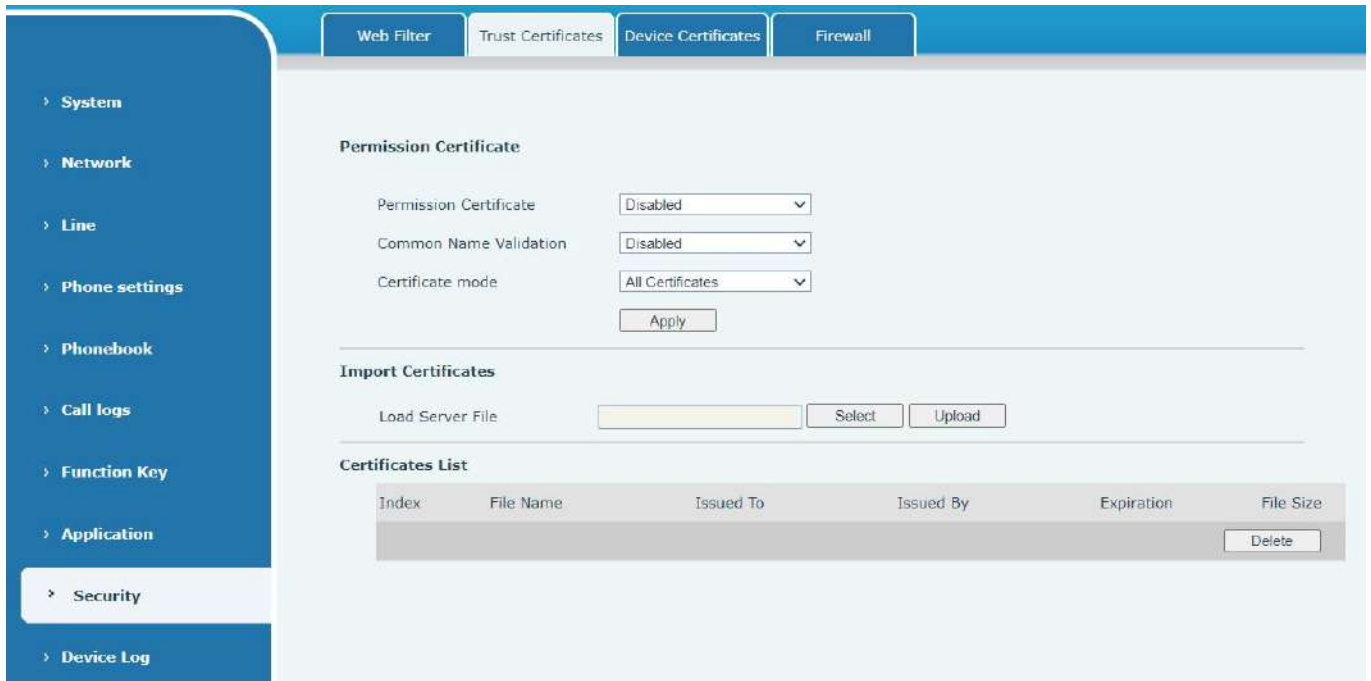 Web Filter Trust Certificates Device Certificates Firewall
System
Network
Line
Phone settings
Phonebook
Call logs
Function Key
Application
Security
Device Log
Permission Certificate
Permission Certificate Disabled
Common Name Validation Disabled
Certificate mode All Certificates
Apply
Import Certificates
Load Server File Select Upload
Certificates List
Index File Name Issued To Issued By Expiration File Size
Delete